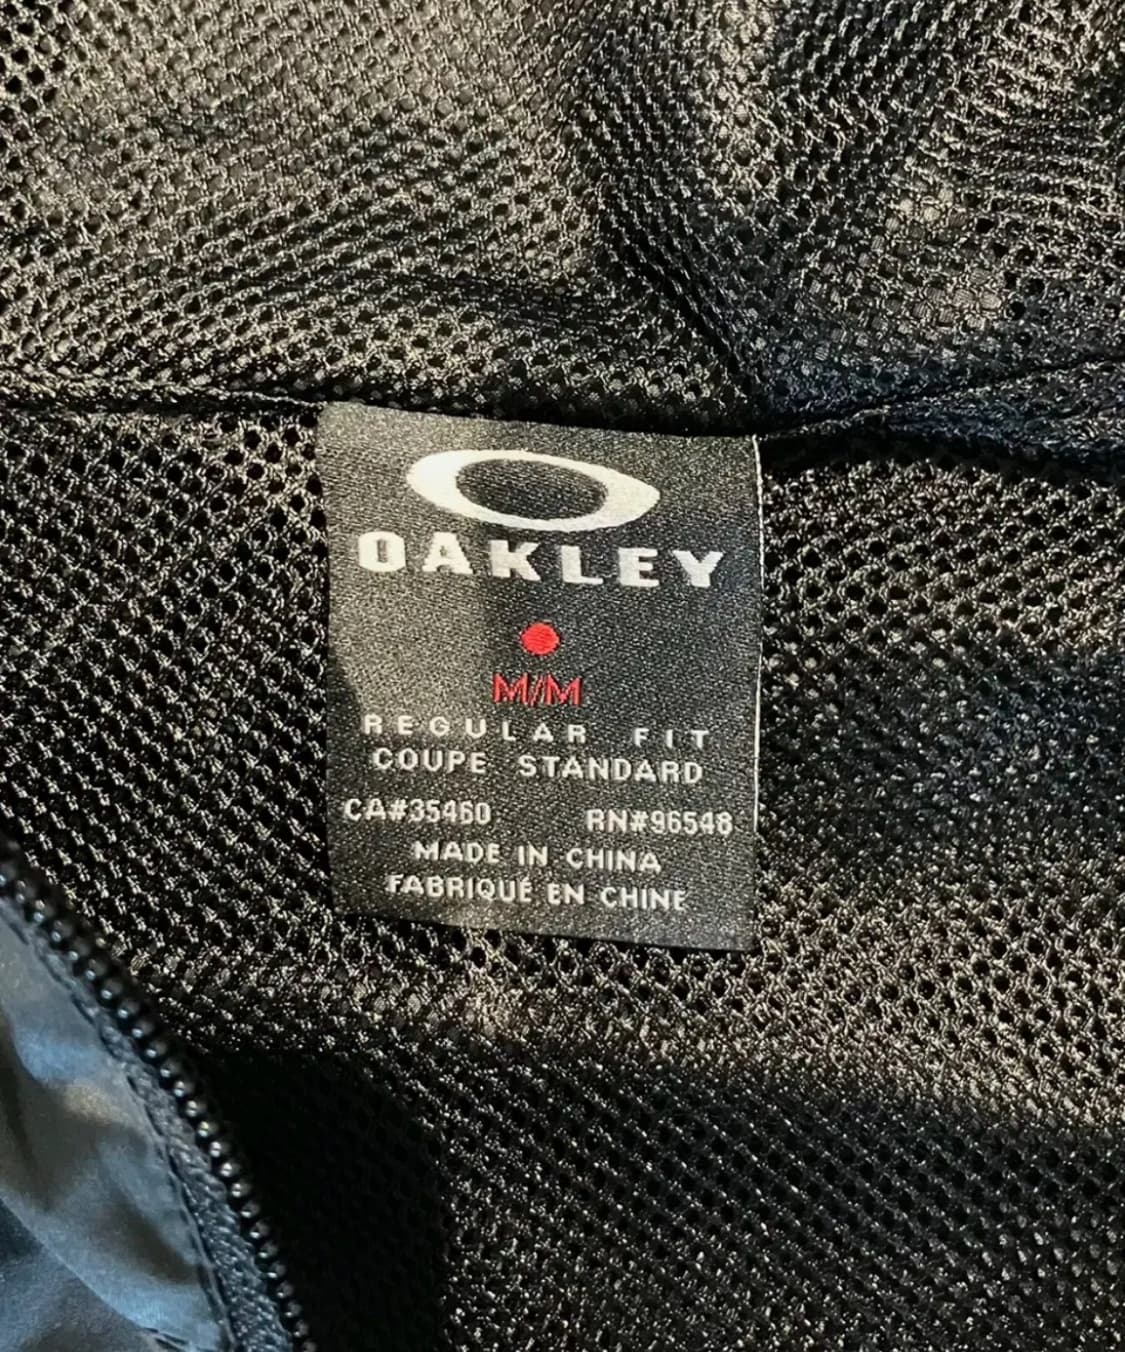 OAKLEY
M/M
REGULAR FIT
COUPE STANDARD
CA#35460 RN#96548
MADE IN CHINA
FABRIQUÉ EN CHINE